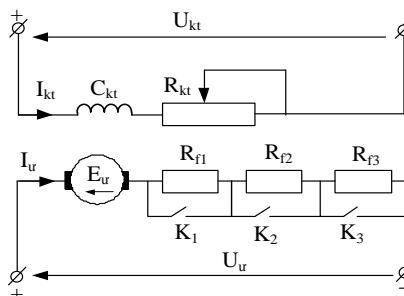 + U_kt −
I_kt C_kt R_kt
I_ư E_ư R_f1 R_f2 R_f3
K_1 K_2 K_3
+ U_ư −